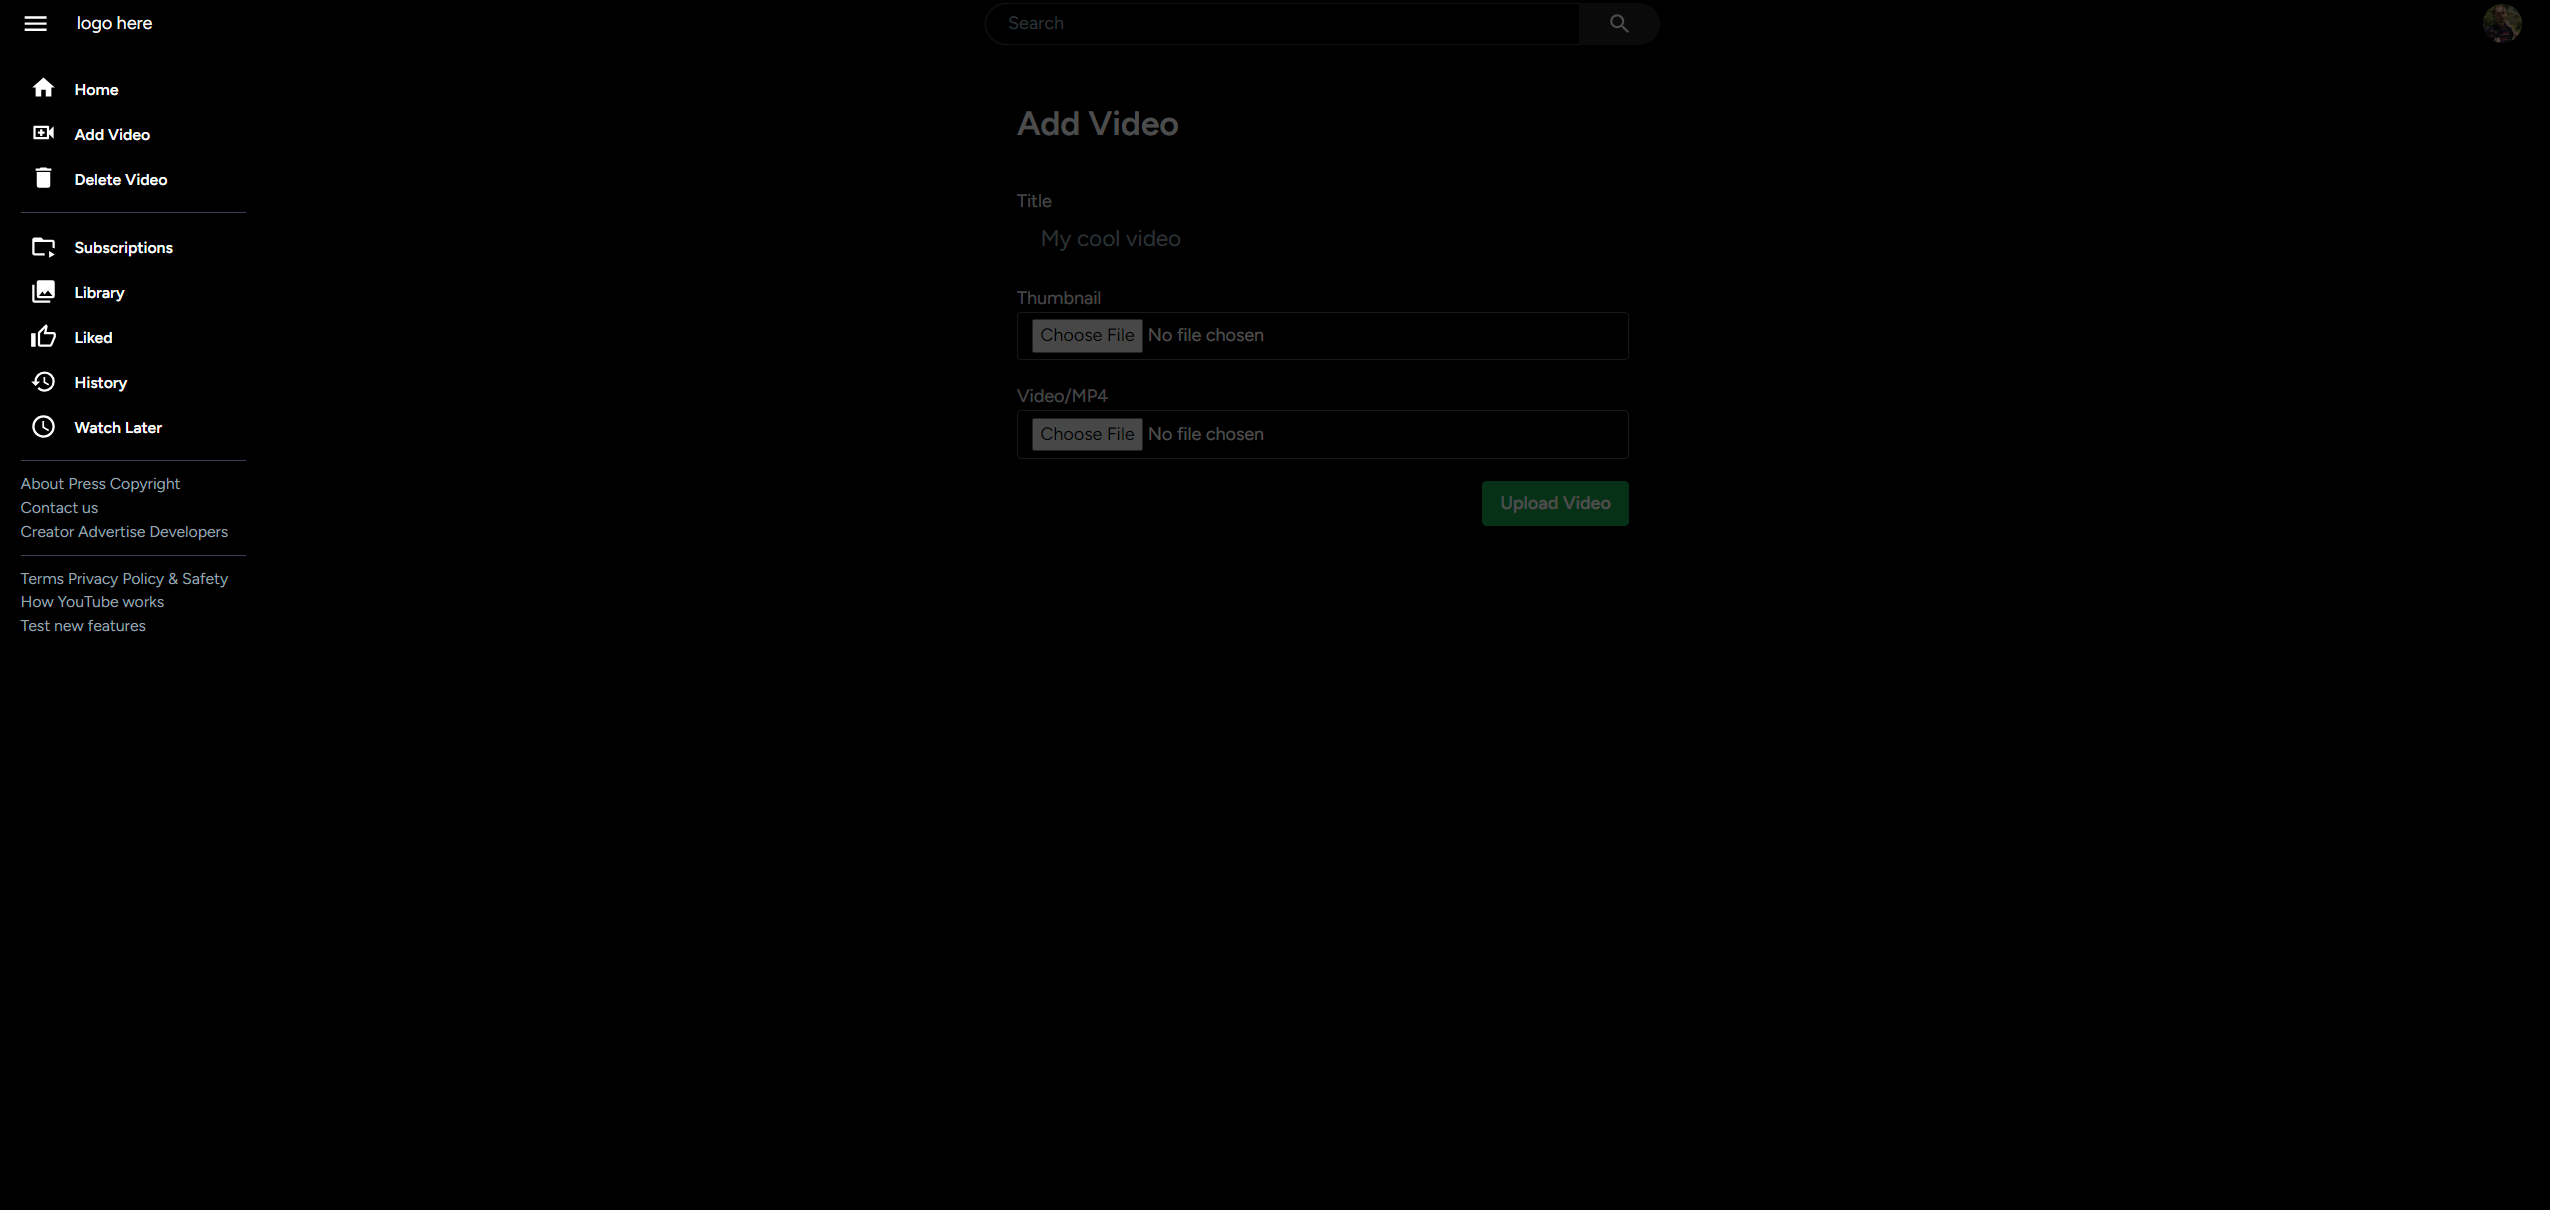 logo here
Search
Home
Add Video
Delete Video
Subscriptions
Library
Liked
History
Watch Later
About Press Copyright
Contact us
Creator Advertise Developers
Terms Privacy Policy & Safety
How YouTube works
Test new features
Add Video
Title
My cool video
Thumbnail
Choose File No file chosen
Video/MP4
Choose File No file chosen
Upload Video